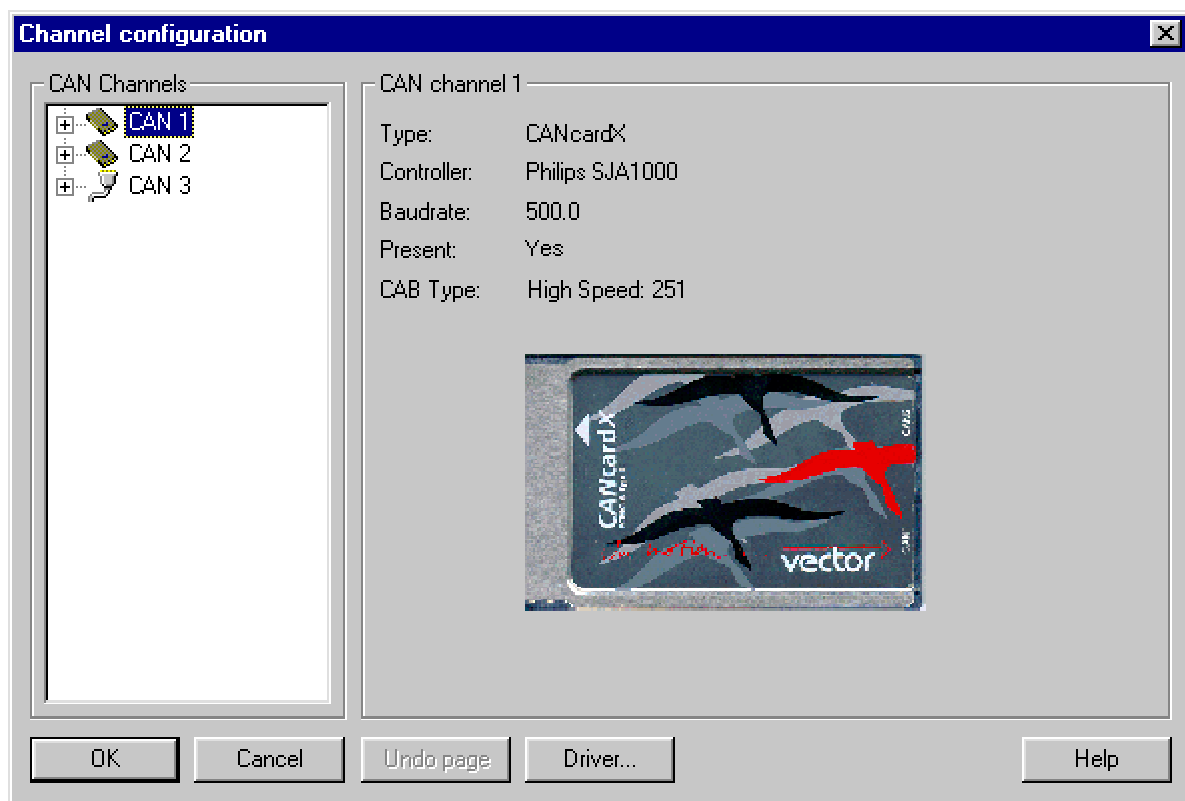 Channel configuration
CAN Channels
CAN 1
CAN 2
CAN 3
CAN channel 1
Type: CANcardX
Controller: Philips SJA1000
Baudrate: 500.0
Present: Yes
CAB Type: High Speed: 251
CANcardX
vector
OK
Cancel
Undo page
Driver...
Help